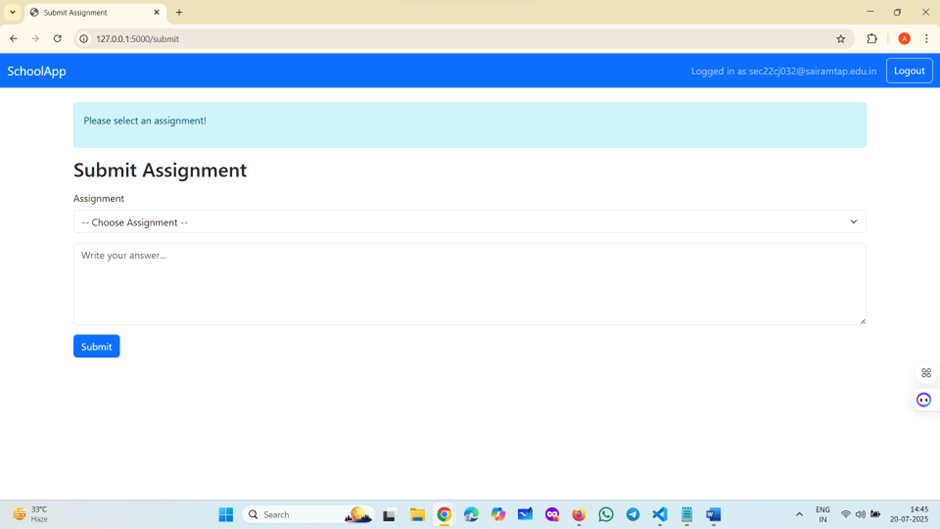 Submit Assignment
127.0.0.1:5000/submit
A
SchoolApp
Logged in as sec22cj032@sairamtap.edu.in
Logout
Please select an assignment!
Submit Assignment
Assignment
-- Choose Assignment --
Write your answer...
Submit
33°C
Haze
Search
ENG
IN
14:45
20-07-2025